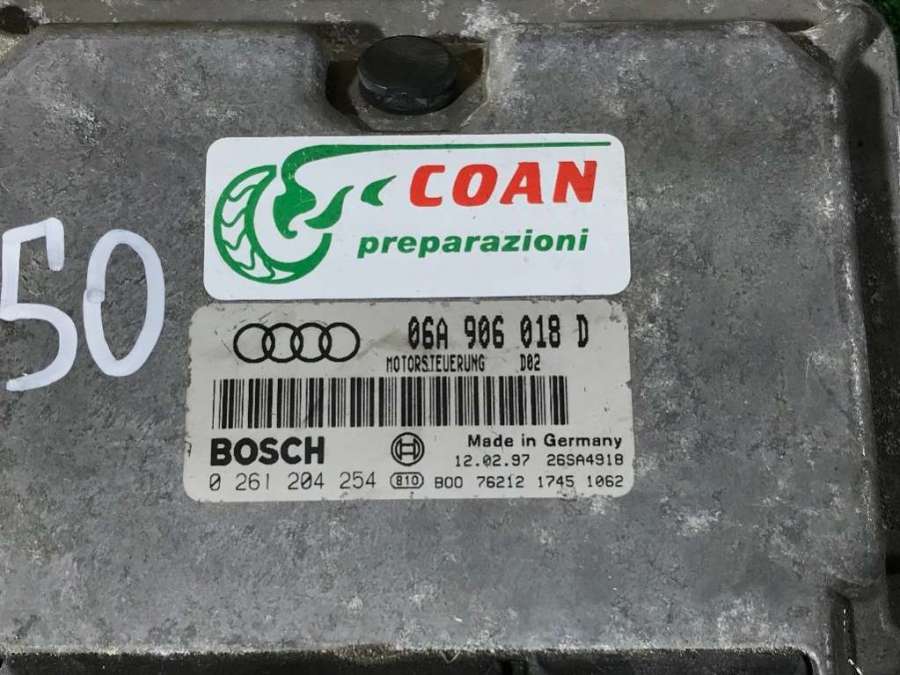 COAN
preparazioni
50
06A 906 018 D
MOTORSTEUERUNG D02
BOSCH
Made in Germany
12.02.97 26SA4918
0 261 204 254 810 B00 76212 1745 1062